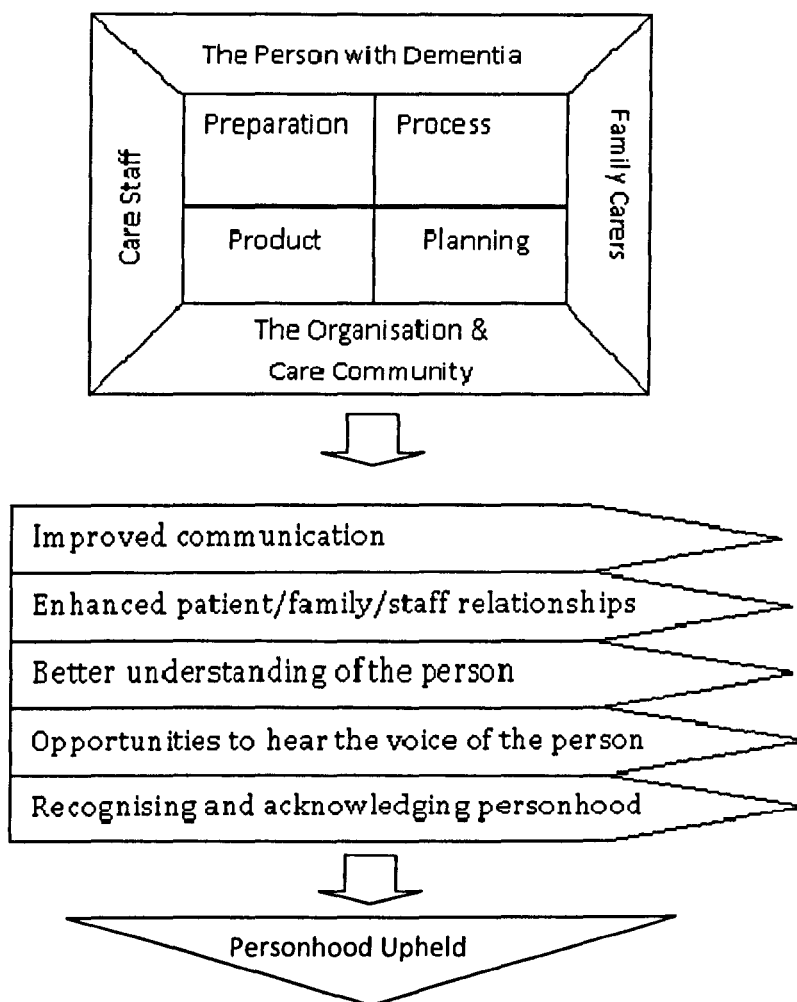 The Person with Dementia
Care Staff
Preparation
Process
Family Carers
Product
Planning
The Organisation &
Care Community
Improved communication
Enhanced patient/family/staff relationships
Better understanding of the person
Opportunities to hear the voice of the person
Recognising and acknowledging personhood
Personhood Upheld